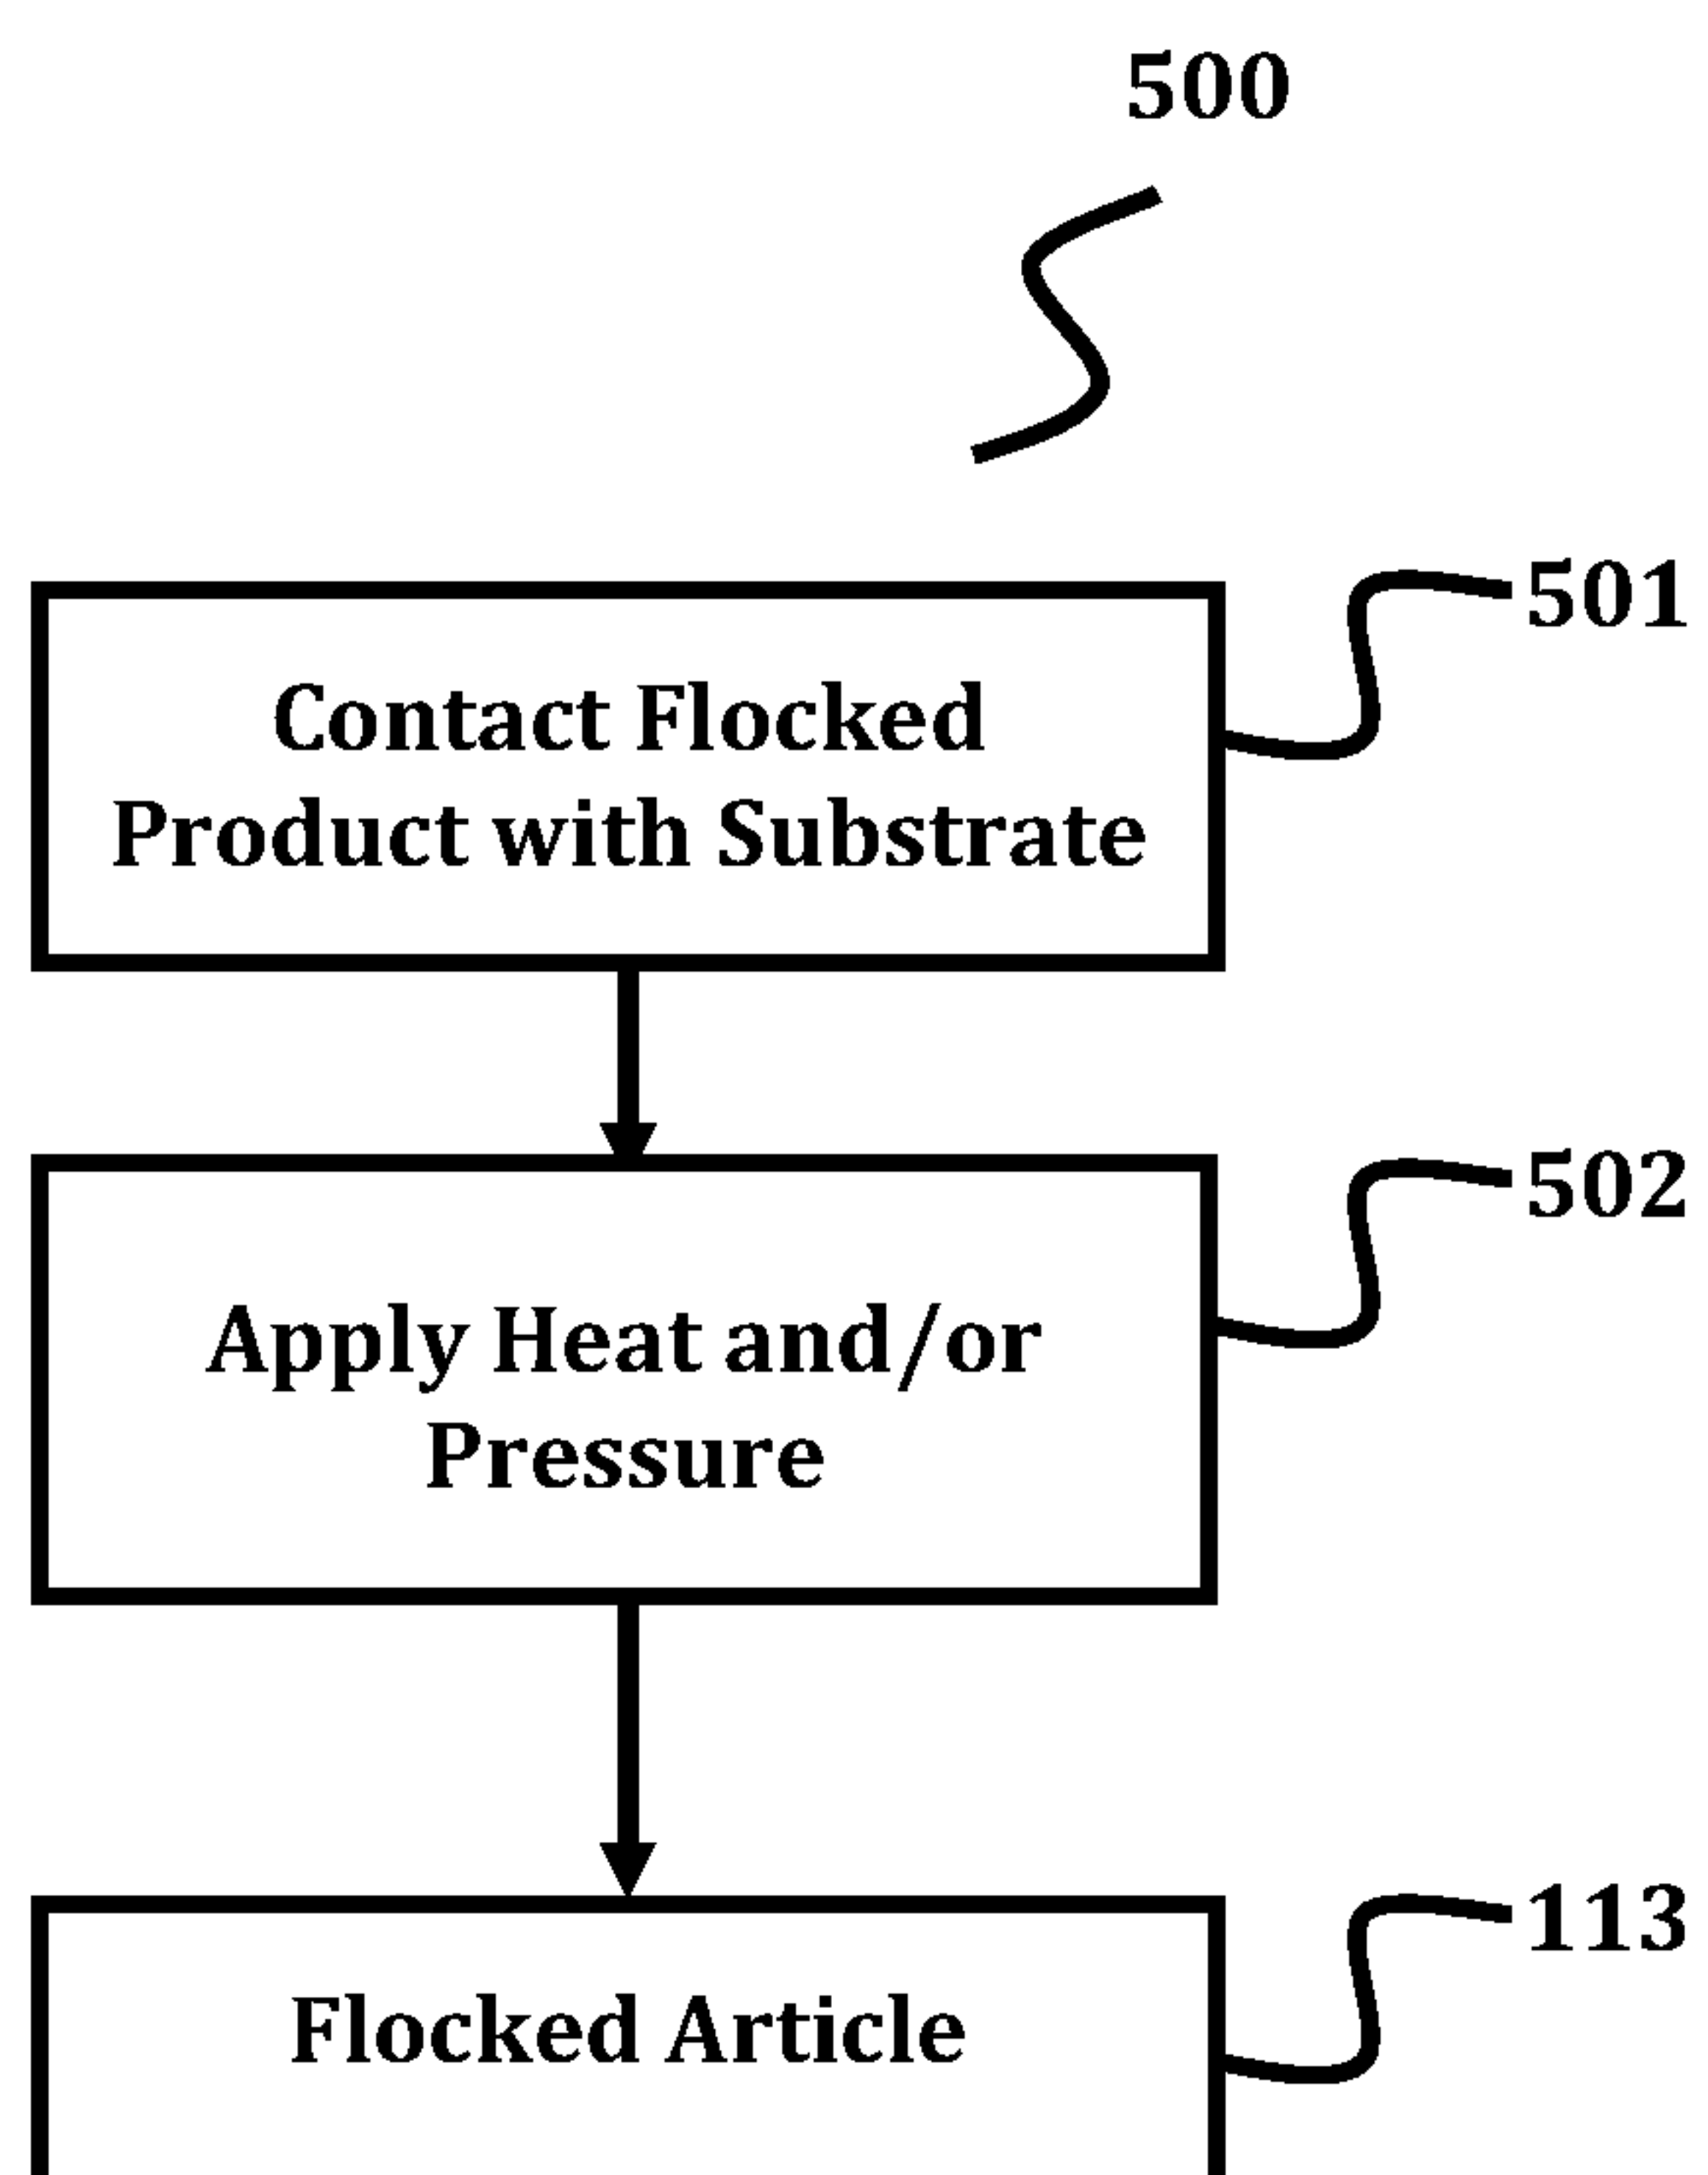 500
501
Contact Flocked
Product with Substrate
502
Apply Heat and/or
Pressure
113
Flocked Article